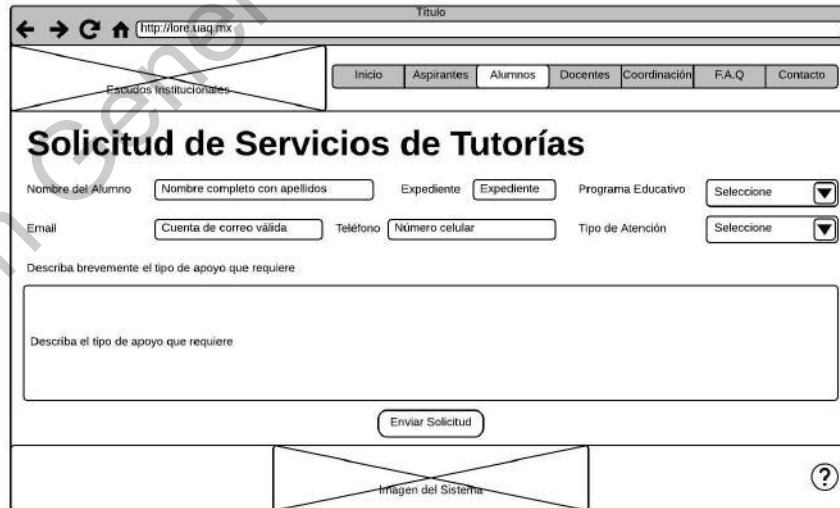 Título
http://lore.uaq.mx
Escudos Institucionales
Inicio Aspirantes Alumnos Docentes Coordinación F.A.Q Contacto
Solicitud de Servicios de Tutorías
Nombre del Alumno Nombre completo con apellidos Expediente Expediente Programa Educativo Seleccione
Email Cuenta de correo válida Teléfono Número celular Tipo de Atención Seleccione
Describa brevemente el tipo de apoyo que requiere
Describa el tipo de apoyo que requiere
Enviar Solicitud
Imagen del Sistema
?